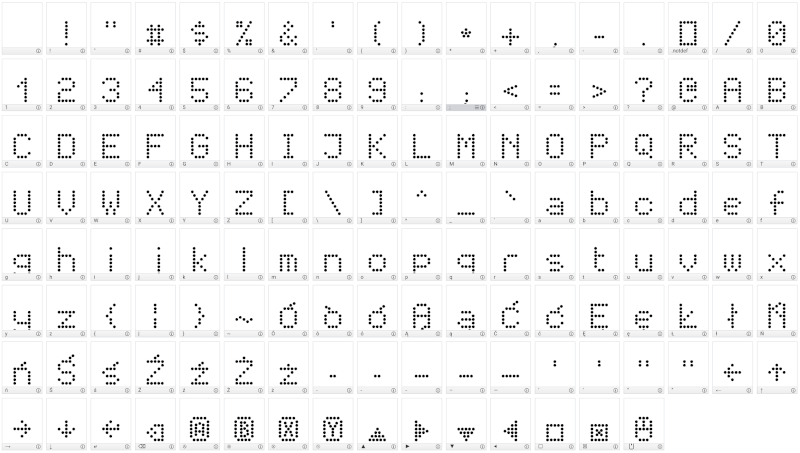 ! " # $ % & ' ( ) * + , - . .notdef / 0
1 2 3 4 5 6 7 8 9 : ; < = > ? @ A B
C D E F G H I J K L M N O P Q R S T
U V W X Y Z [ \ ] ^ _ ` a b c d e f
g h i j k l m n o p q r s t u v w x
y z { | } ~ Ó ó ó Ą ą Ć ć Ę ę Ł ł Ń
ń Ś ś Ź Ż ż - – — ' ' " " ← ↑
→ ↓ ↵ ⌫ A B X Y ▲ ► ▼ ◄ □ ☒